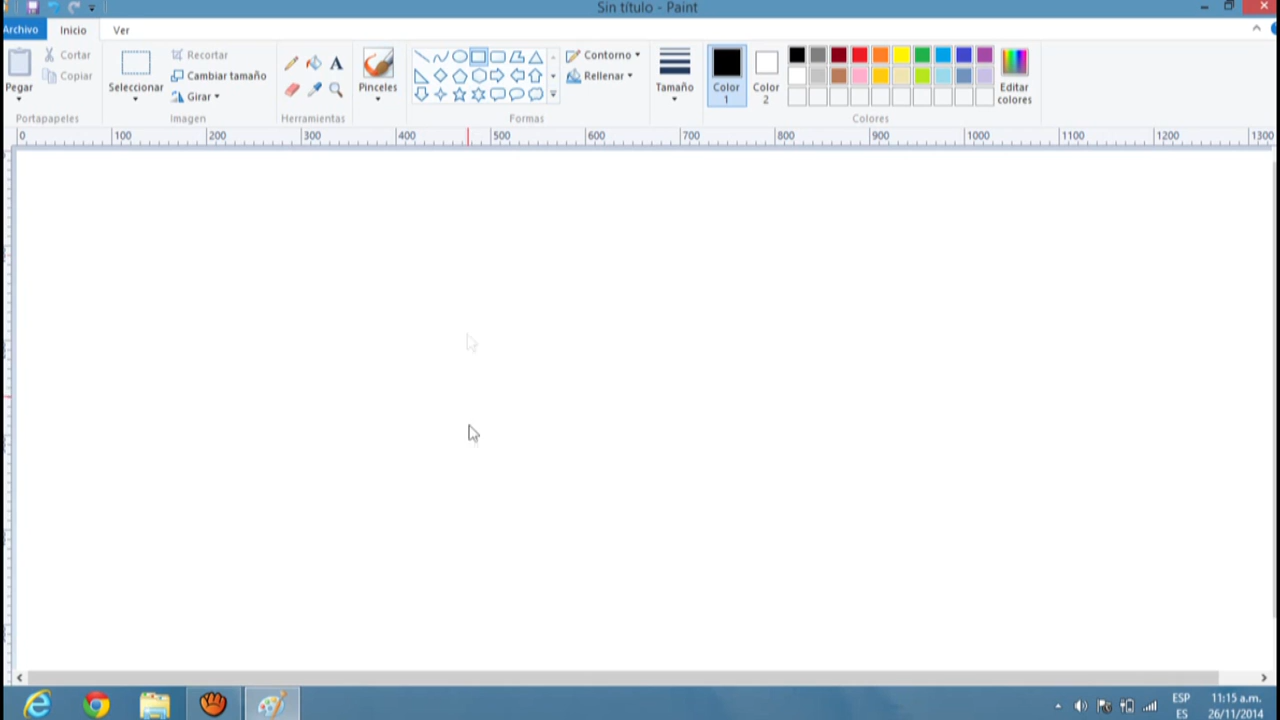 Sin título - Paint
Archivo Inicio Ver
Cortar Recortar Contorno
Copiar Cambiar tamaño Rellenar
Pegar Seleccionar Girar Pinceles Tamaño Color 1 Color 2 Editar colores
Portapapeles Imagen Herramientas Formas Colores
0 100 200 300 400 500 600 700 800 900 1000 1100 1200 1300
ESP 11:15 a.m.
ES 26/11/2014